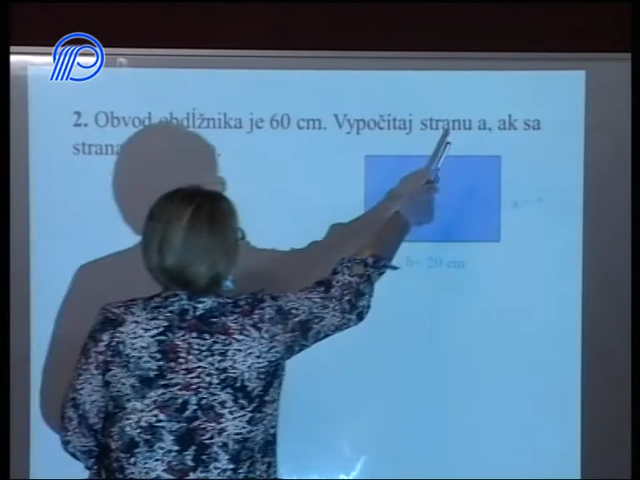 2. Obvod obdĺžnika je 60 cm. Vypočítaj stranu a, ak sa
strana
b= 20 cm